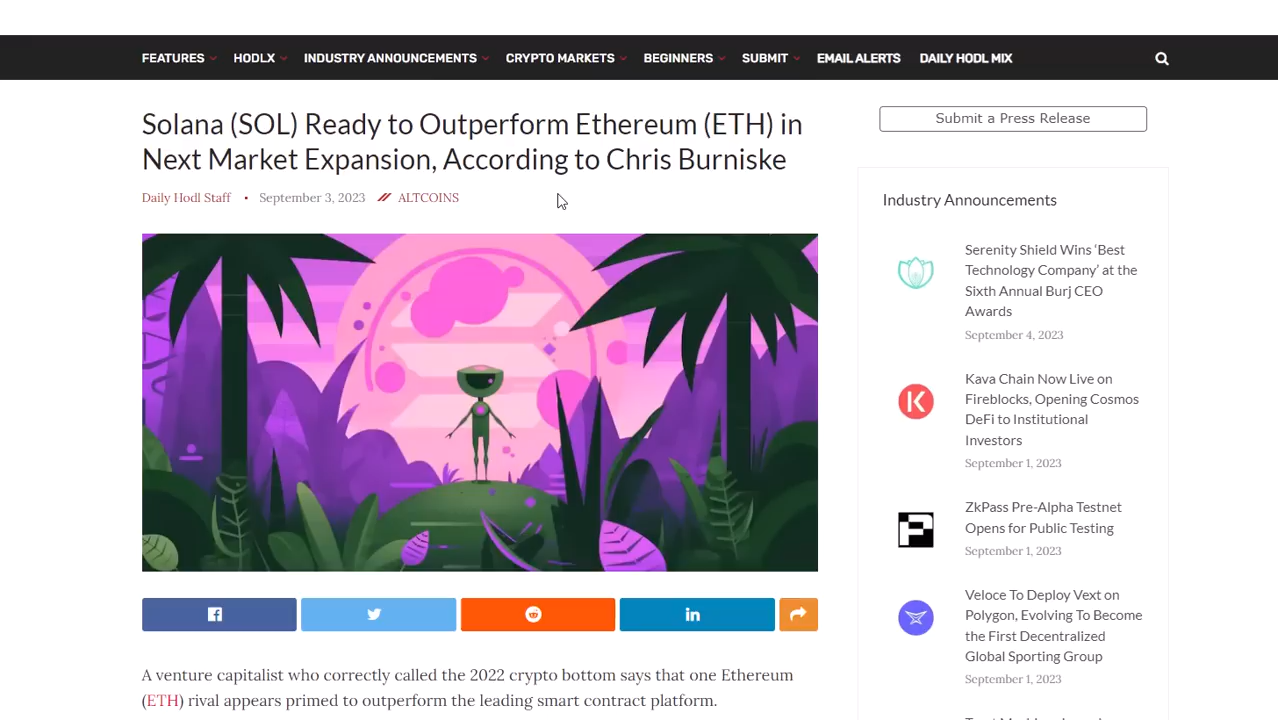 FEATURES HODLX INDUSTRY ANNOUNCEMENTS CRYPTO MARKETS BEGINNERS SUBMIT EMAIL ALERTS DAILY HODL MIX
Solana (SOL) Ready to Outperform Ethereum (ETH) in
Next Market Expansion, According to Chris Burniske
Daily Hodl Staff • September 3, 2023 ALTCOINS
A venture capitalist who correctly called the 2022 crypto bottom says that one Ethereum
(ETH) rival appears primed to outperform the leading smart contract platform.
Submit a Press Release
Industry Announcements
Serenity Shield Wins ‘Best
Technology Company’ at the
Sixth Annual Burj CEO
Awards
September 4, 2023
Kava Chain Now Live on
Fireblocks, Opening Cosmos
DeFi to Institutional
Investors
September 1, 2023
ZkPass Pre-Alpha Testnet
Opens for Public Testing
September 1, 2023
Veloce To Deploy Vext on
Polygon, Evolving To Become
the First Decentralized
Global Sporting Group
September 1, 2023